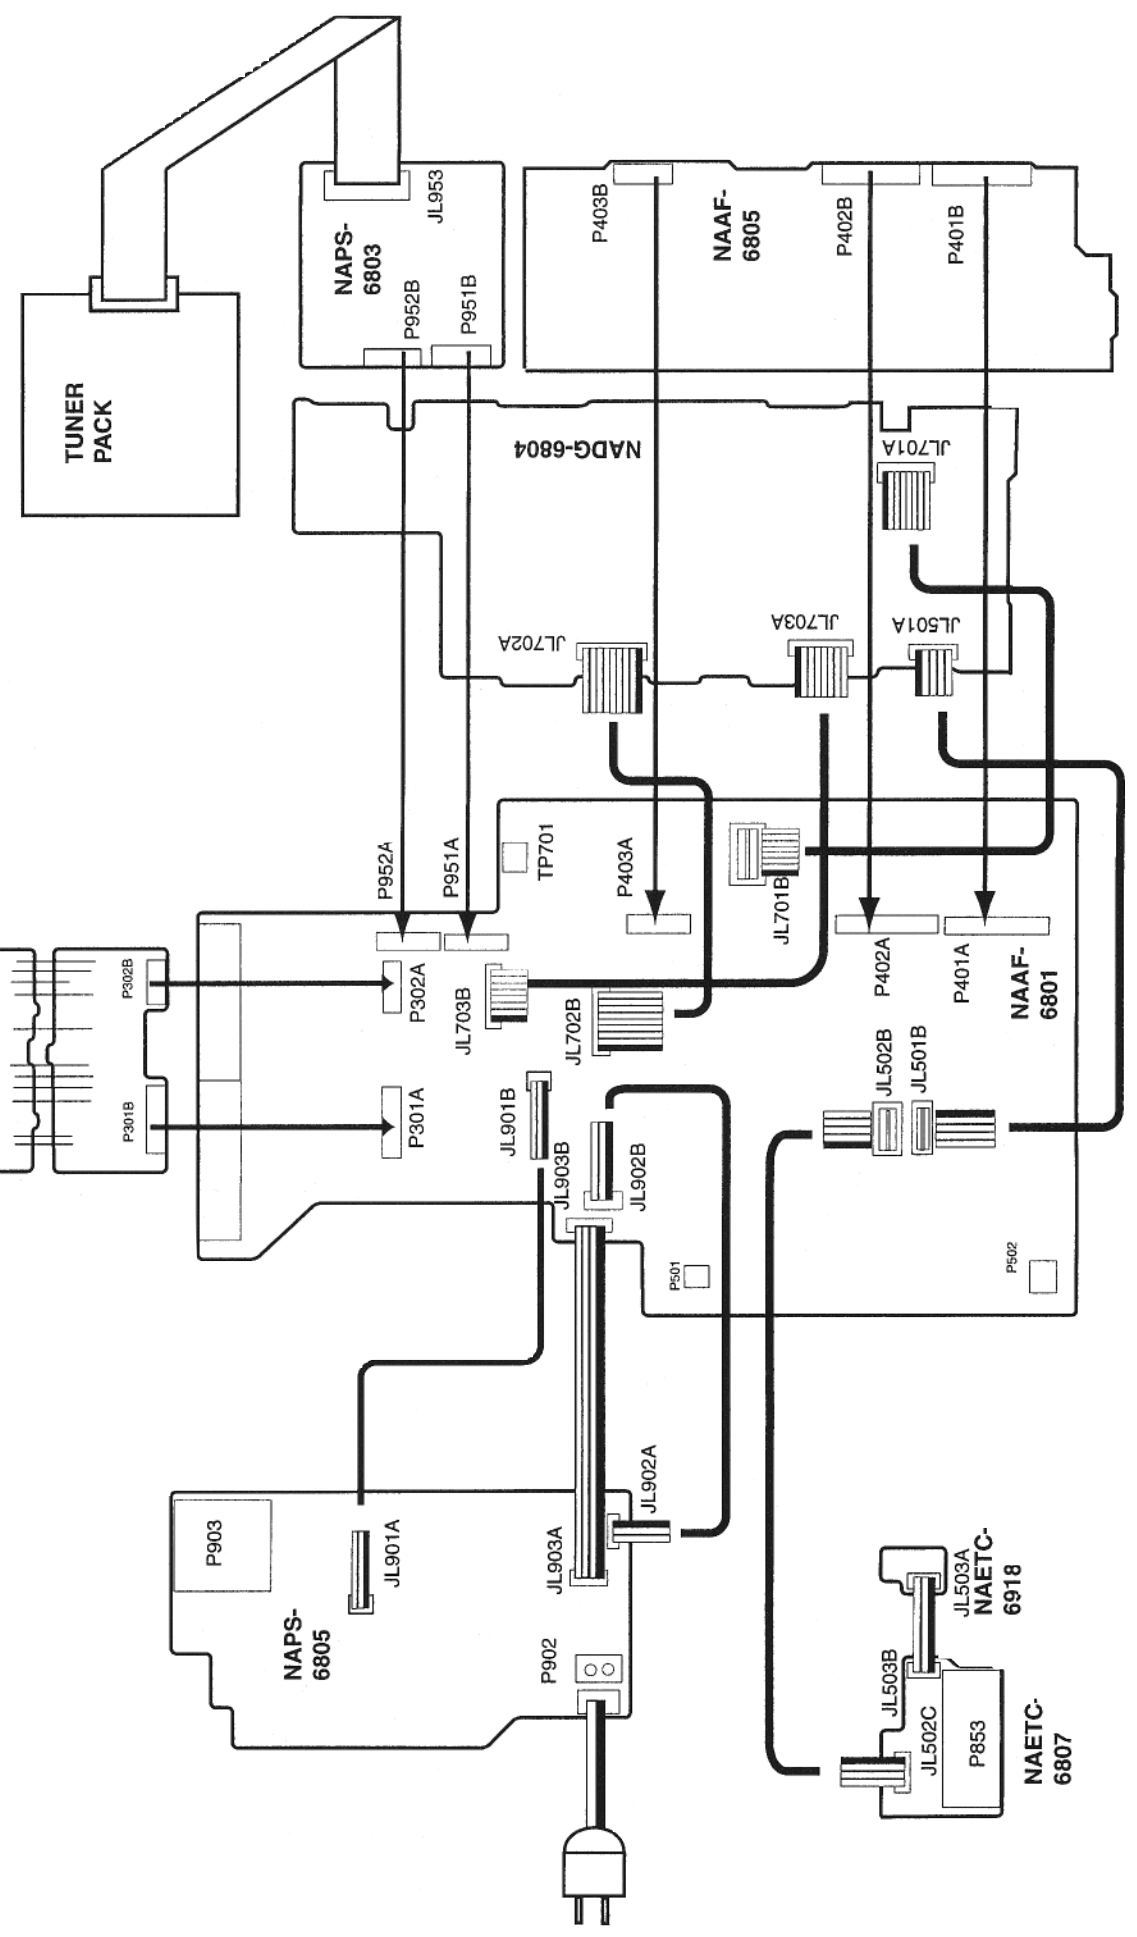 TUNER
PACK
JL953
NAPS-
6803
P952B
P951B
P403B
NAAF-
6805
P402B
P401B
NADG-6804
JL701A
JL702A
JL703A
JL501A
P952A
P951A
TP701
P403A
JL701B
P402A
P401A
NAAF-
6801
P302B
P301B
P302A
P301A
JL703B
JL702B
JL901B
JL903B
JL902B
JL502B
JL501B
P501
P502
P903
JL901A
NAPS-
6805
JL903A
JL902A
P902
JL503A
NAETC-
6918
JL503B
JL502C
P853
NAETC-
6807